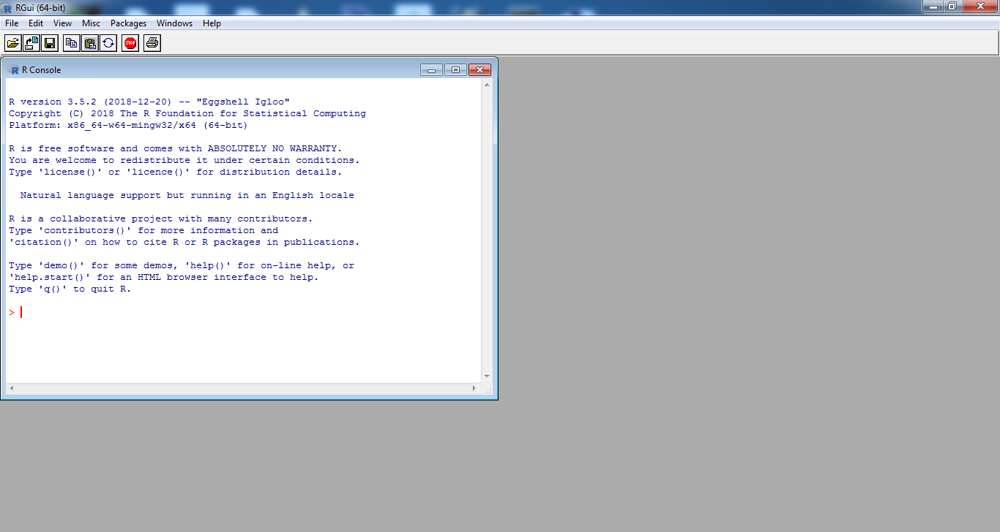 RGui (64-bit)
File Edit View Misc Packages Windows Help
STOP
R Console
R version 3.5.2 (2018-12-20) -- "Eggshell Igloo"
Copyright (C) 2018 The R Foundation for Statistical Computing
Platform: x86_64-w64-mingw32/x64 (64-bit)
R is free software and comes with ABSOLUTELY NO WARRANTY.
You are welcome to redistribute it under certain conditions.
Type 'license()' or 'licence()' for distribution details.
Natural language support but running in an English locale
R is a collaborative project with many contributors.
Type 'contributors()' for more information and
'citation()' on how to cite R or R packages in publications.
Type 'demo()' for some demos, 'help()' for on-line help, or
'help.start()' for an HTML browser interface to help.
Type 'q()' to quit R.
>